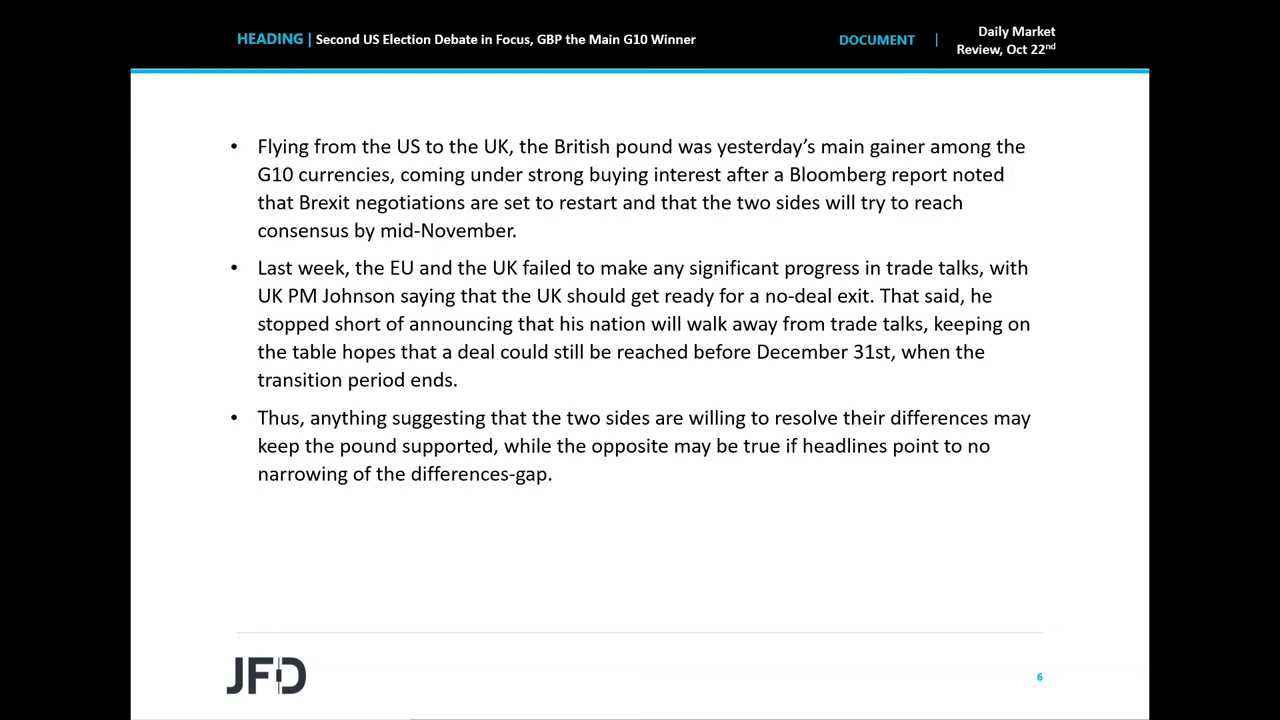 HEADING | Second US Election Debate in Focus, GBP the Main G10 Winner
DOCUMENT | Daily Market
Review, Oct 22nd
• Flying from the US to the UK, the British pound was yesterday’s main gainer among the
G10 currencies, coming under strong buying interest after a Bloomberg report noted
that Brexit negotiations are set to restart and that the two sides will try to reach
consensus by mid-November.
• Last week, the EU and the UK failed to make any significant progress in trade talks, with
UK PM Johnson saying that the UK should get ready for a no-deal exit. That said, he
stopped short of announcing that his nation will walk away from trade talks, keeping on
the table hopes that a deal could still be reached before December 31st, when the
transition period ends.
• Thus, anything suggesting that the two sides are willing to resolve their differences may
keep the pound supported, while the opposite may be true if headlines point to no
narrowing of the differences-gap.
JFD
6